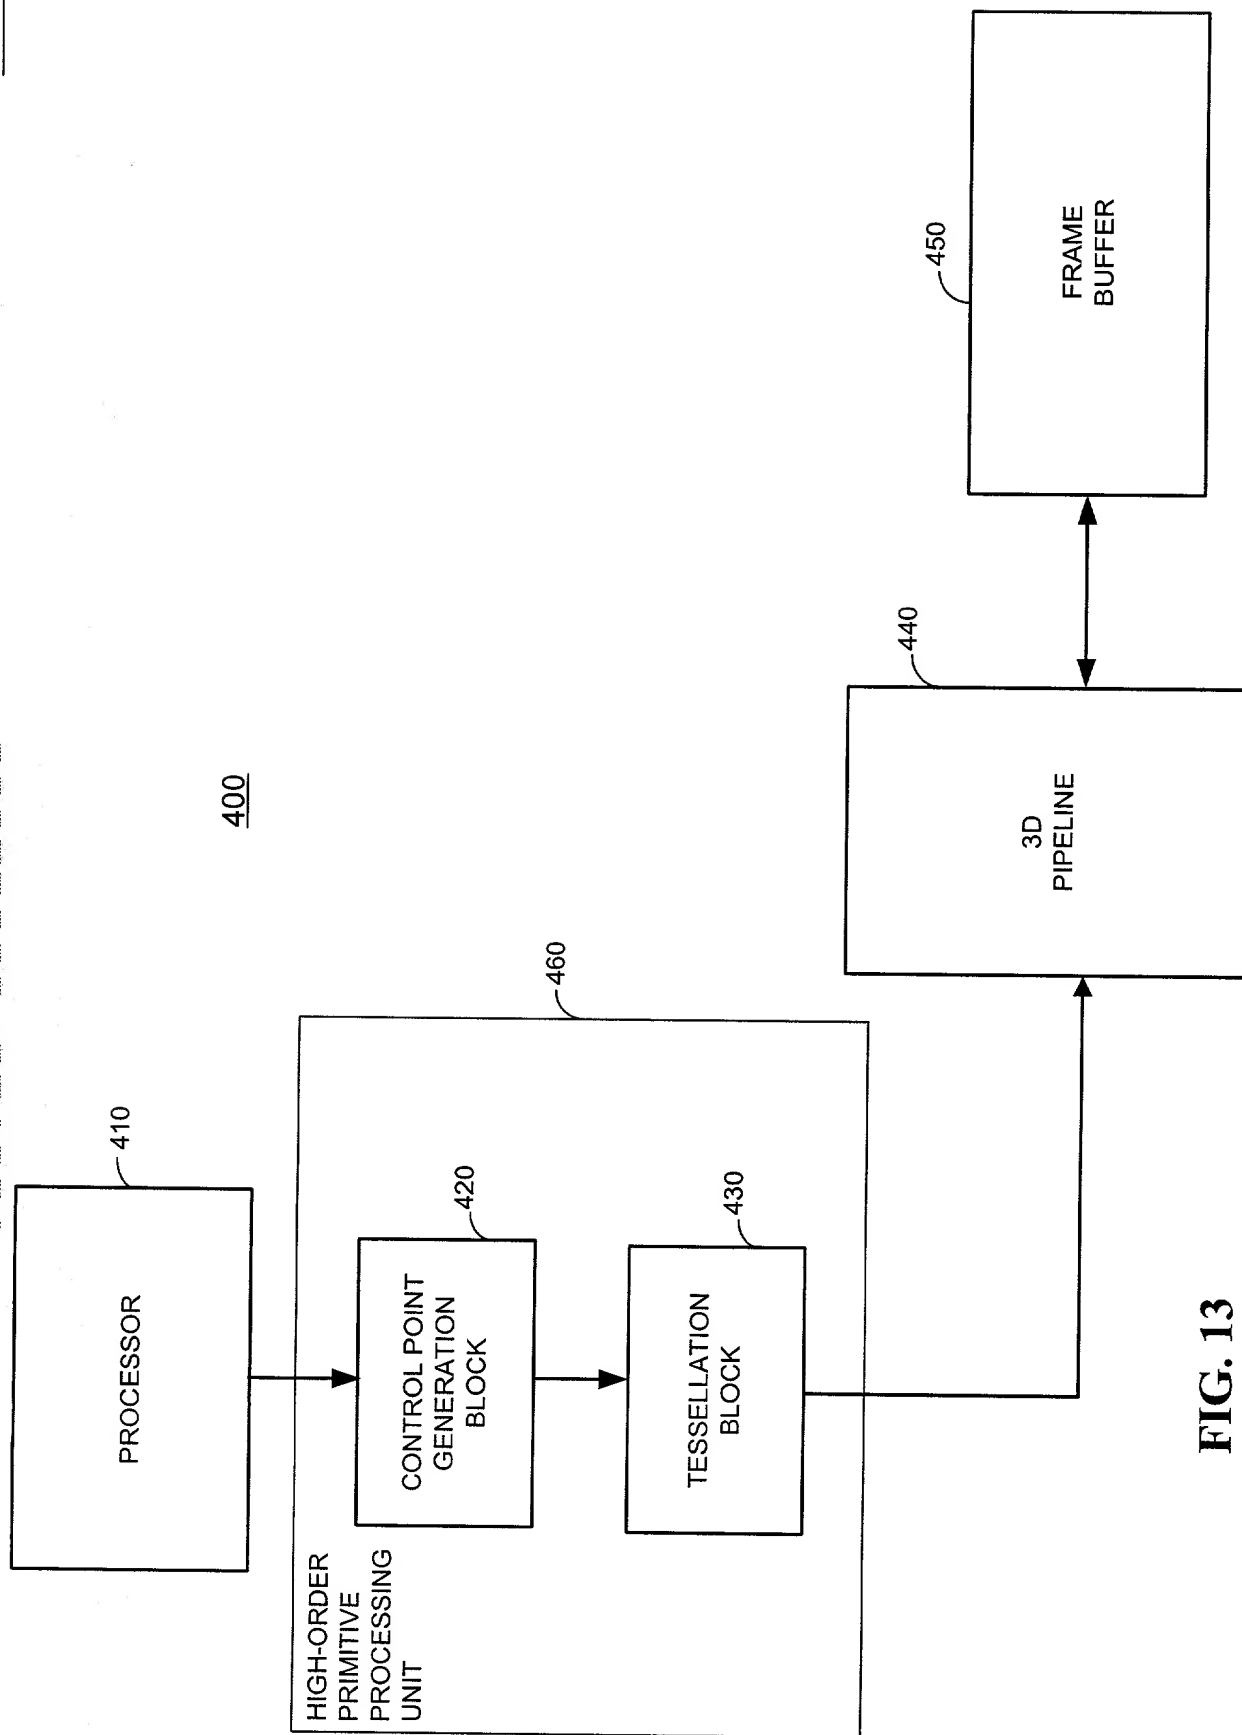 400
PROCESSOR
410
HIGH-ORDER
PRIMITIVE
PROCESSING
UNIT
460
CONTROL POINT
GENERATION
BLOCK
420
TESSELLATION
BLOCK
430
3D
PIPELINE
440
FRAME
BUFFER
450
FIG. 13